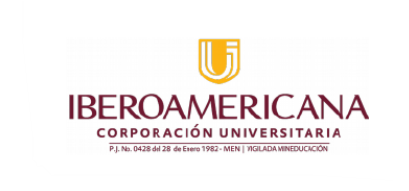 IBEROAMERICANA
CORPORACIÓN UNIVERSITARIA
P.J. No. 0428 del 28 de Enero 1982 - MEN | VIGILADA MINEDUCACIÓN